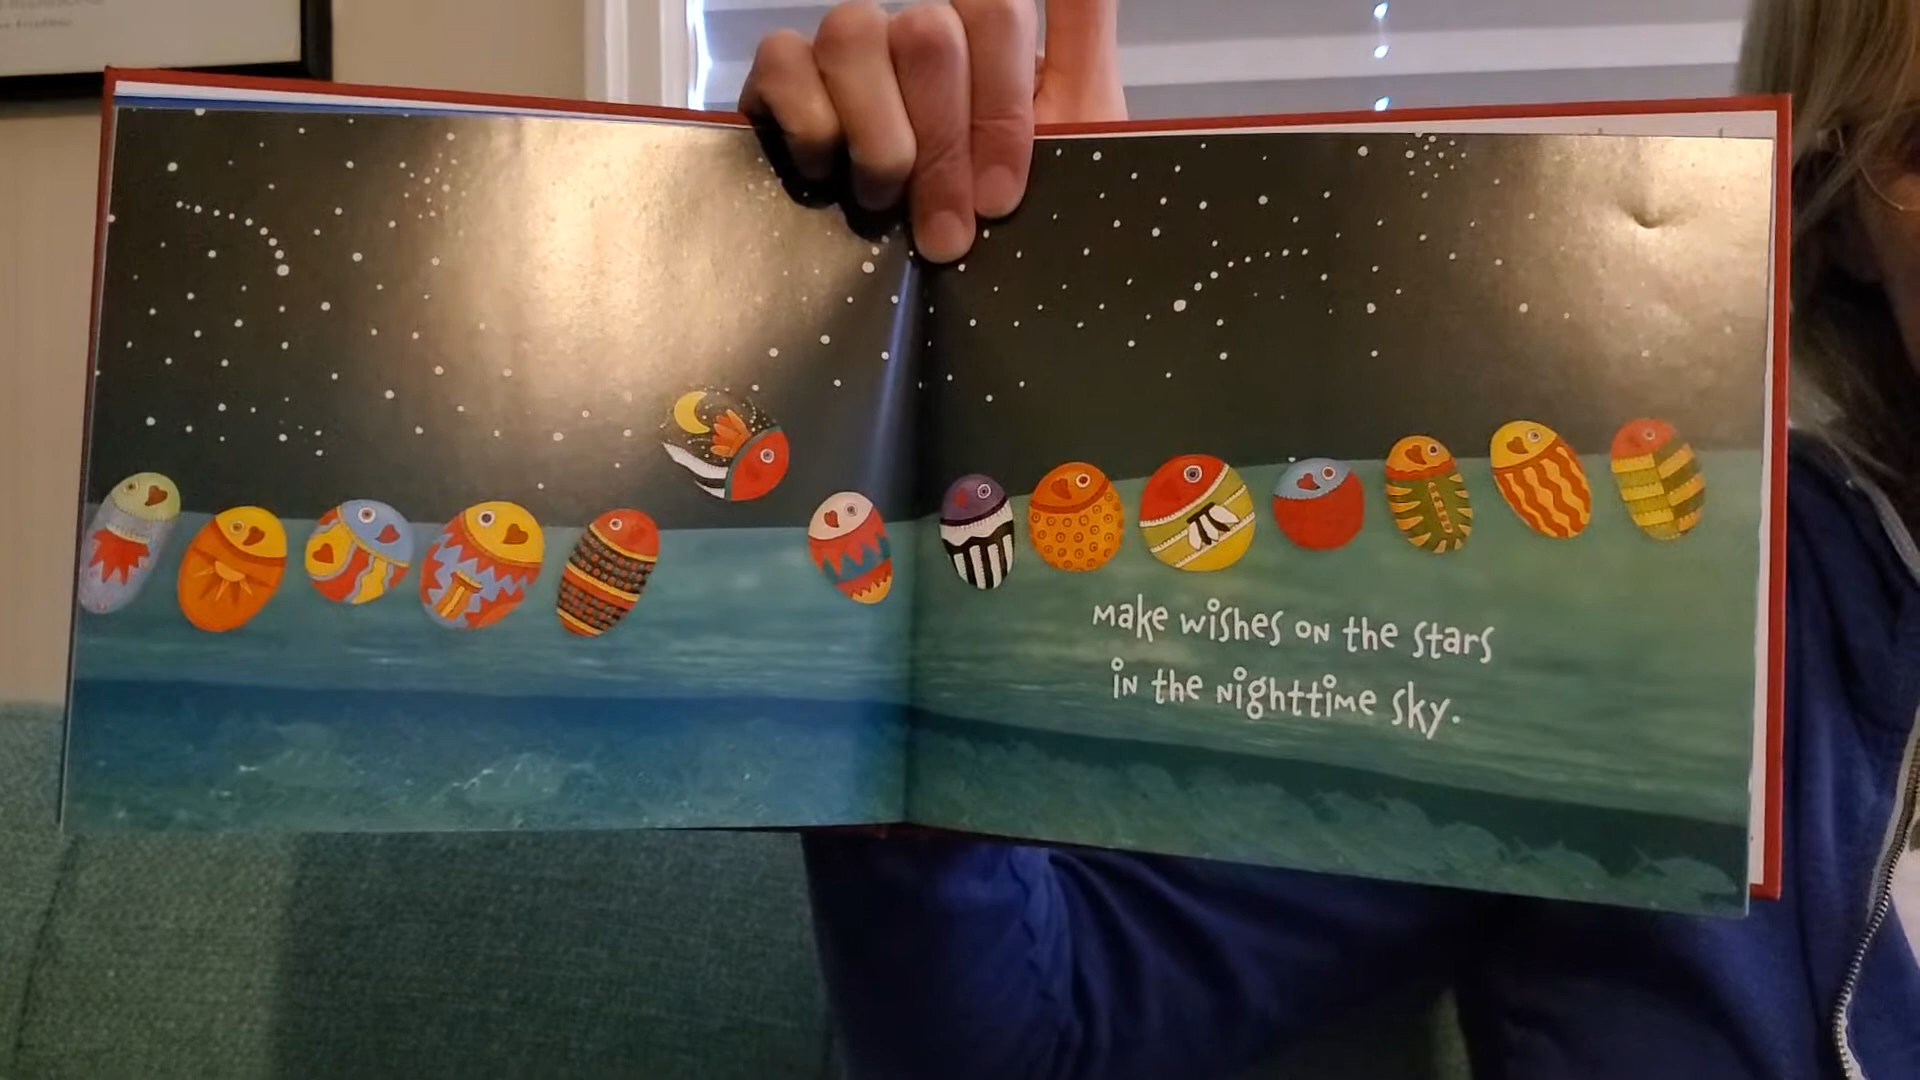 Make wishes on the stars
in the nighttime sky.